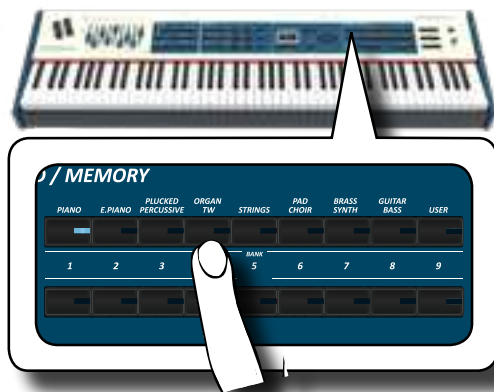 / MEMORY
PIANO E.PIANO PLUCKED PERCUSSIVE ORGAN TW STRINGS PAD CHOIR BRASS SYNTH GUITAR BASS USER
BANK
1 2 3 5 6 7 8 9